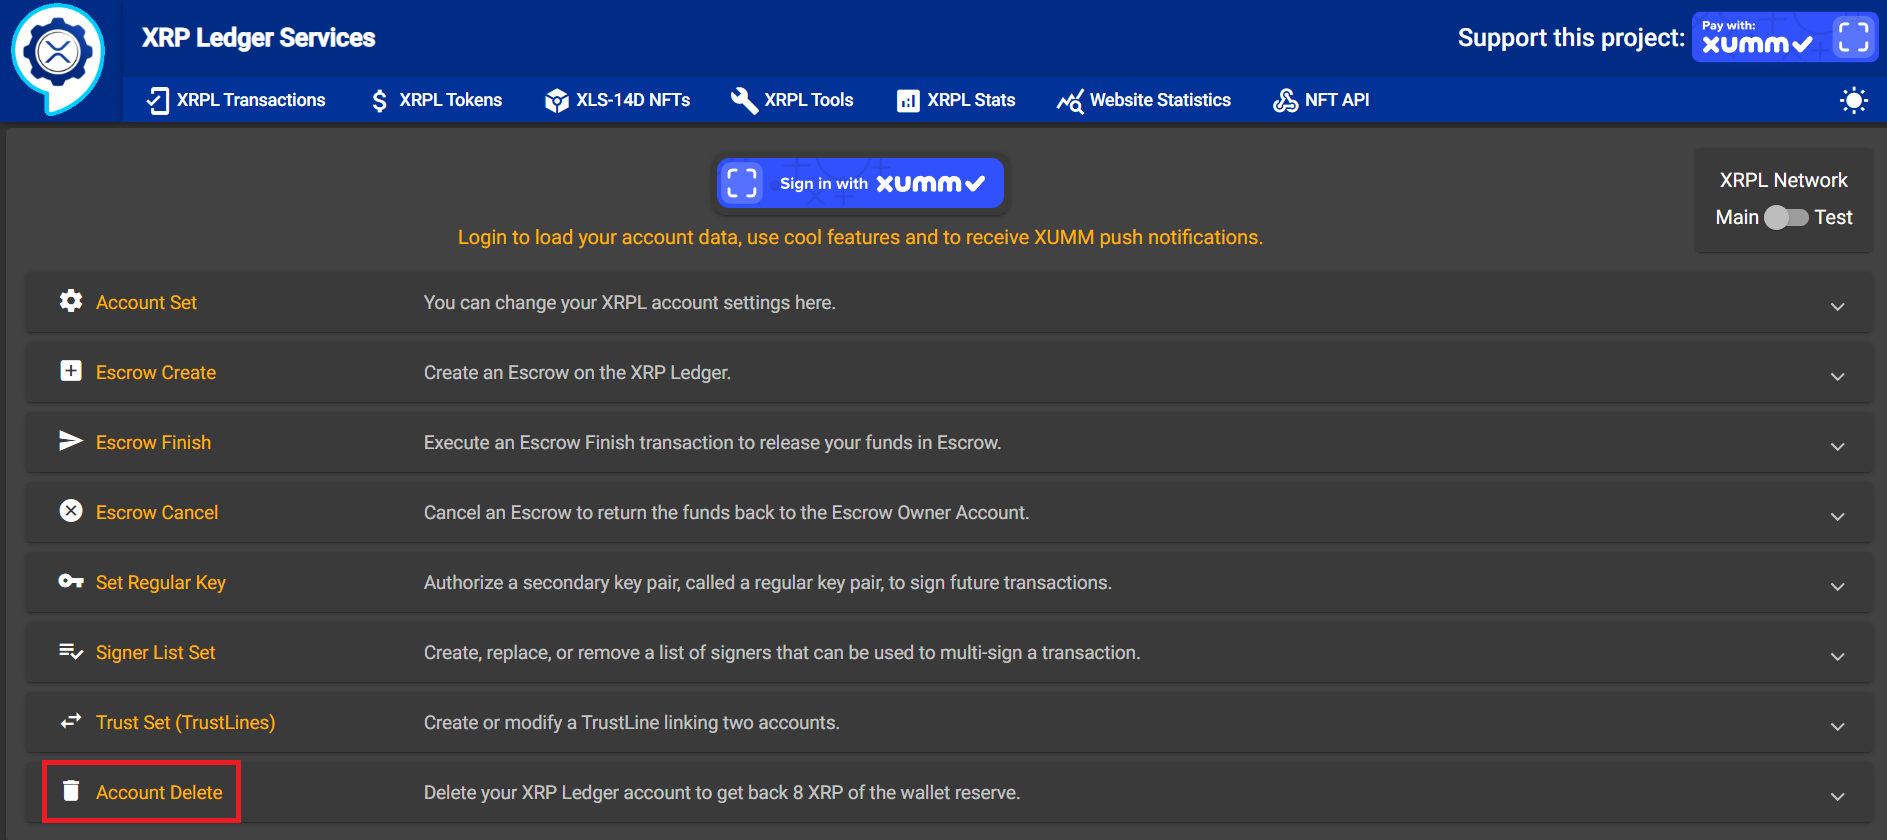 XRP Ledger Services
Support this project:
Pay with:
xumm
XRPL Transactions
XRPL Tokens
XLS-14D NFTs
XRPL Tools
XRPL Stats
Website Statistics
NFT API
Sign in with xumm
XRPL Network
Main Test
Login to load your account data, use cool features and to receive XUMM push notifications.
Account Set
You can change your XRPL account settings here.
Escrow Create
Create an Escrow on the XRP Ledger.
Escrow Finish
Execute an Escrow Finish transaction to release your funds in Escrow.
Escrow Cancel
Cancel an Escrow to return the funds back to the Escrow Owner Account.
Set Regular Key
Authorize a secondary key pair, called a regular key pair, to sign future transactions.
Signer List Set
Create, replace, or remove a list of signers that can be used to multi-sign a transaction.
Trust Set (TrustLines)
Create or modify a TrustLine linking two accounts.
Account Delete
Delete your XRP Ledger account to get back 8 XRP of the wallet reserve.